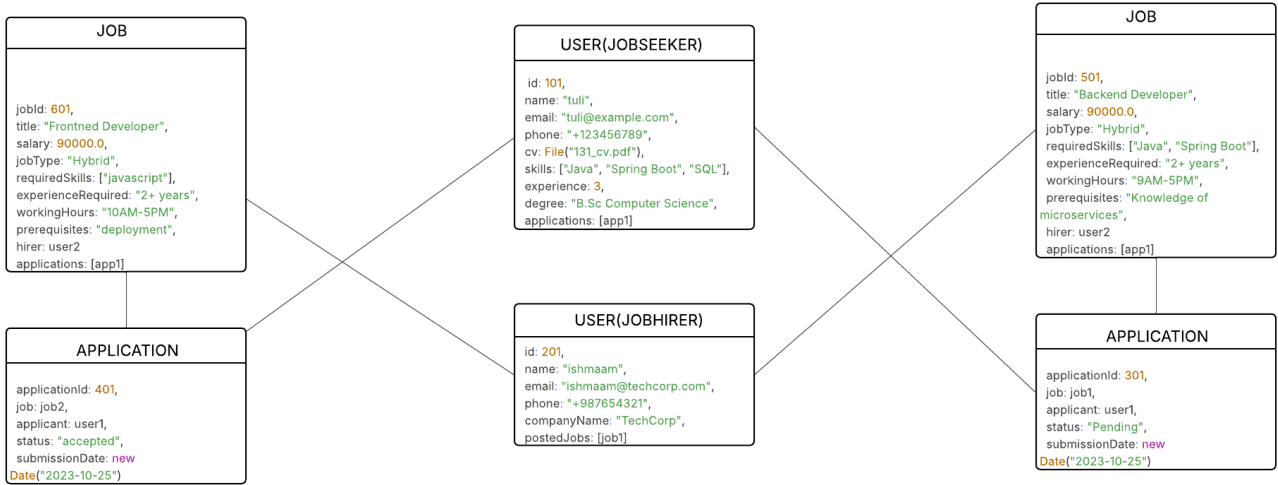 JOB
jobId: 601,
title: "Frontned Developer",
salary: 90000.0,
jobType: "Hybrid",
requiredSkills: ["javascript"],
experienceRequired: "2+ years",
workingHours: "10AM-5PM",
prerequisites: "deployment",
hirer: user2
applications: [app1]
APPLICATION
applicationId: 401,
job: job2,
applicant: user1,
status: "accepted",
submissionDate: new
Date("2023-10-25")
USER(JOBSEEKER)
id: 101,
name: "tuli",
email: "tuli@example.com",
phone: "+123456789",
cv: File("131_cv.pdf"),
skills: ["Java", "Spring Boot", "SQL"],
experience: 3,
degree: "B.Sc Computer Science",
applications: [app1]
USER(JOBHIRER)
id: 201,
name: "ishmaam",
email: "ishmaam@techcorp.com",
phone: "+987654321",
companyName: "TechCorp",
postedJobs: [job1]
JOB
jobId: 501,
title: "Backend Developer",
salary: 90000.0,
jobType: "Hybrid",
requiredSkills: ["Java", "Spring Boot"],
experienceRequired: "2+ years",
workingHours: "9AM-5PM",
prerequisites: "Knowledge of
microservices",
hirer: user2
applications: [app1]
APPLICATION
applicationId: 301,
job: job1,
applicant: user1,
status: "Pending",
submissionDate: new
Date("2023-10-25")